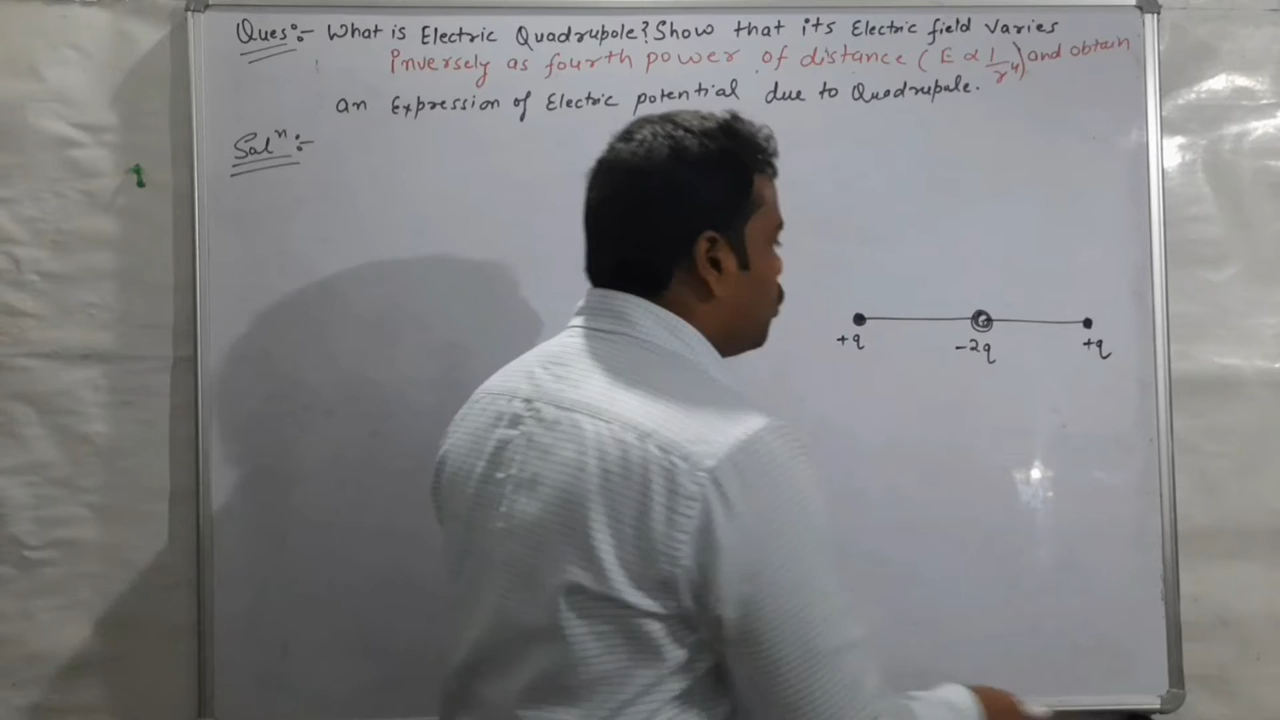 Ques:- What is Electric Quadrupole? Show that its Electric field varies
Inversely as fourth power of distance (E ∝ 1/r⁴) and obtain
an Expression of Electric potential due to Quadrupole.
Solⁿ:-
+q -2q +q